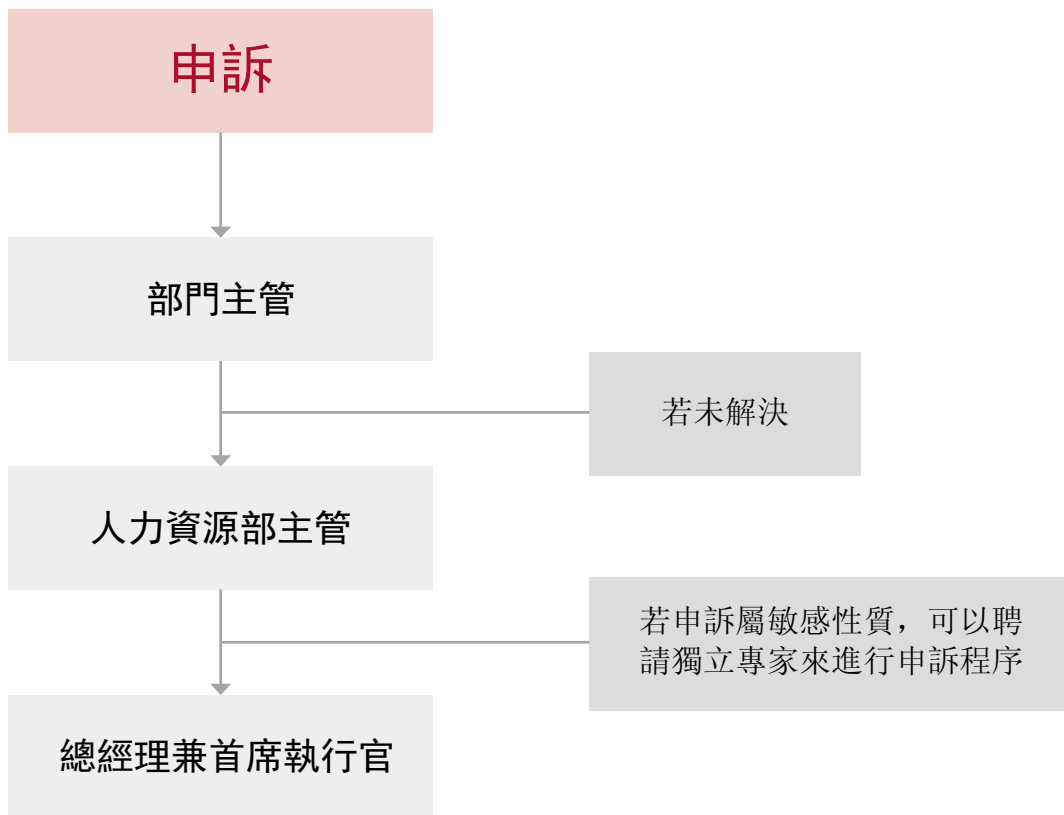 申訴
部門主管
若未解決
人力資源部主管
若申訴屬敏感性質，可以聘
請獨立專家來進行申訴程序
總經理兼首席執行官